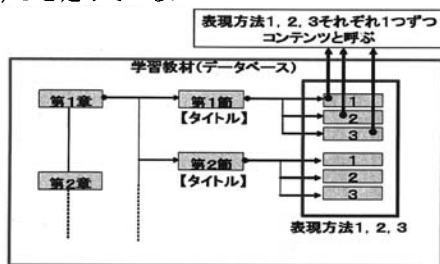 表現方法1, 2, 3それぞれ1つずつ
コンテンツと呼ぶ
学習教材(データベース)
第1章
第1節
【タイトル】
1
2
3
第2章
第2節
【タイトル】
1
2
3
表現方法1, 2, 3